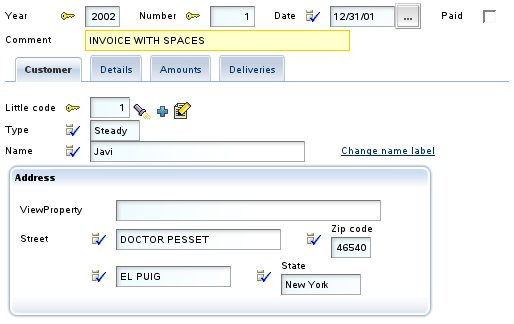 Year 2002 Number 1 Date 12/31/01 ... Paid
Comment INVOICE WITH SPACES
Customer Details Amounts Deliveries
Little code 1
Type Steady
Name Javi Change name label
Address
ViewProperty
Zip code
Street DOCTOR PESSET 46540
State
EL PUIG New York